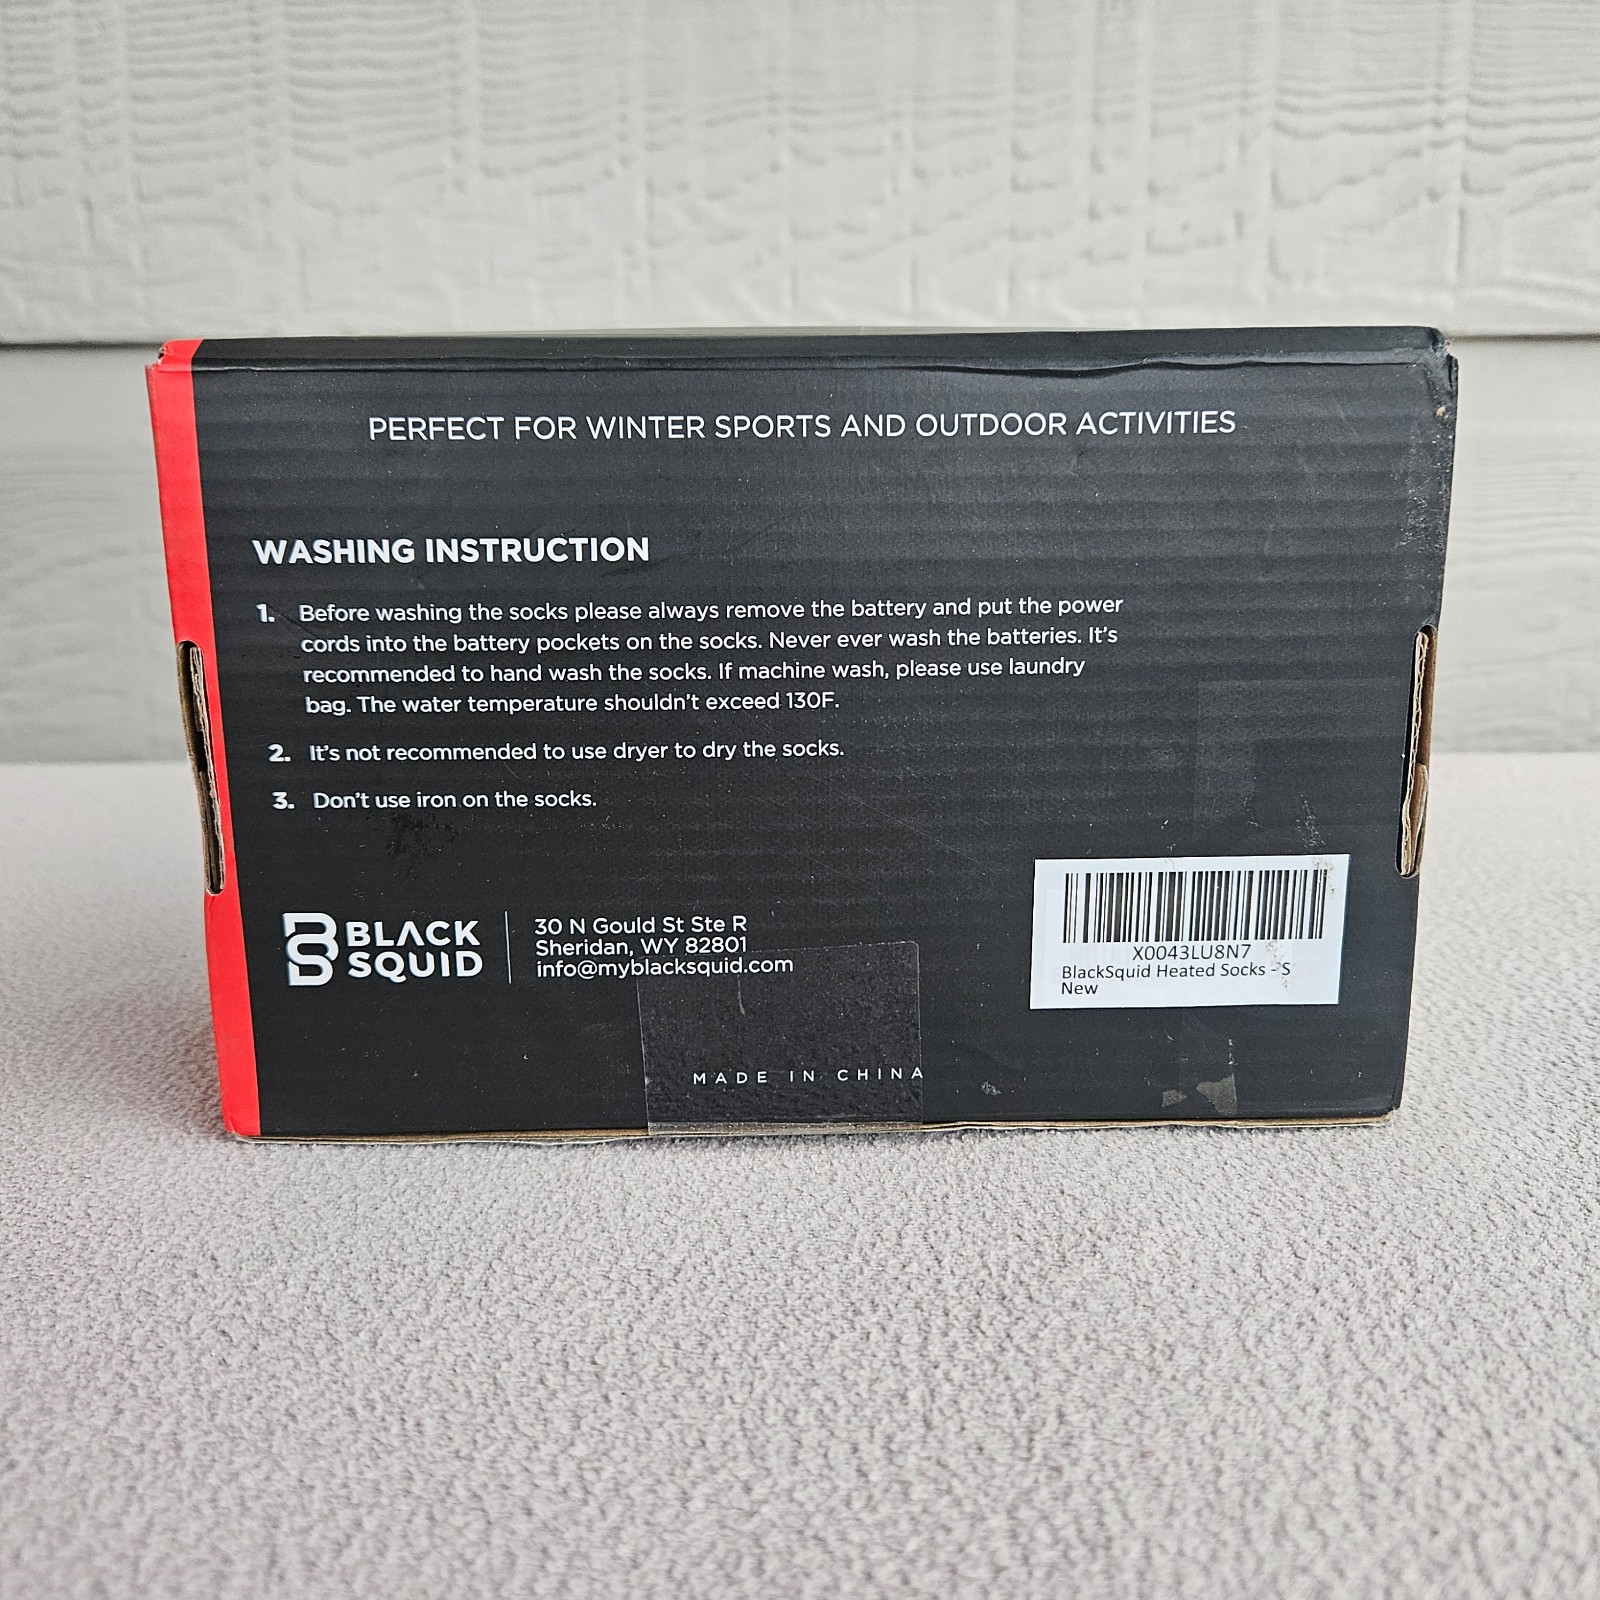 PERFECT FOR WINTER SPORTS AND OUTDOOR ACTIVITIES
WASHING INSTRUCTION
1. Before washing the socks please always remove the battery and put the power
cords into the battery pockets on the socks. Never ever wash the batteries. It's
recommended to hand wash the socks. If machine wash, please use laundry
bag. The water temperature shouldn't exceed 130F.
2. It's not recommended to use dryer to dry the socks.
3. Don't use iron on the socks.
BLACK
SQUID
30 N Gould St Ste R
Sheridan, WY 82801
info@myblacksquid.com
X0043LU8N7
BlackSquid Heated Socks - S
New
MADE IN CHINA